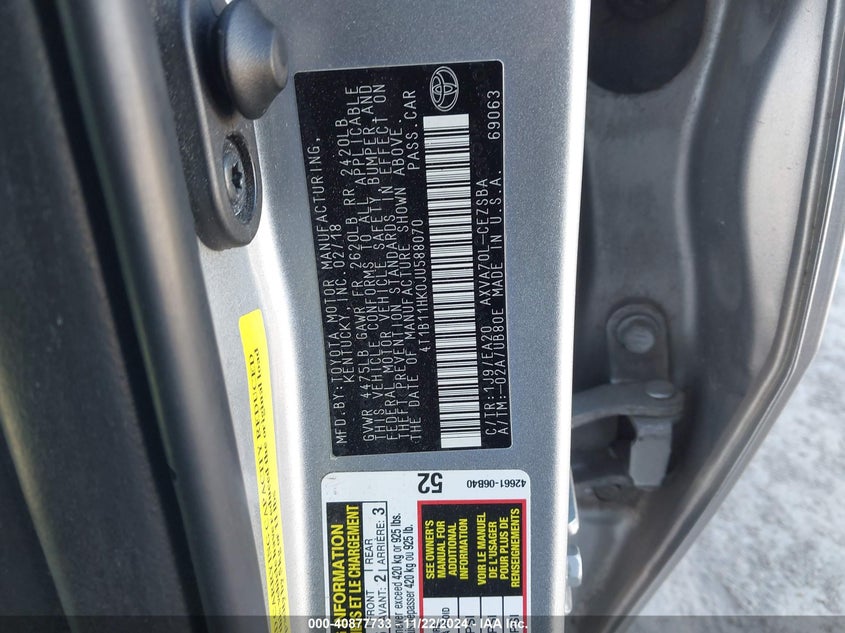 MFD.BY:TOYOTA MOTOR MANUFACTURING,
KENTUCKY, INC. 02/18
GVWR 4475LB GAWR FR 2620LB RR 2420LB
THIS VEHICLE CONFORMS TO ALL APPLICABLE
FEDERAL MOTOR VEHICLE SAFETY, BUMPER, AND
THEFT PREVENTION STANDARDS IN EFFECT ON
THE DATE OF MANUFACTURE SHOWN ABOVE.
4T1B11HK0JU588070 PASS.CAR
C/TR:1J9/EA20 AXVA70L-CEZSBA 69063
A/TM:-02A/UB80E MADE IN U.S.A.
REDUCED
52
42661-06B40
INFORMATION
ET LE CHARGEMENT
FRONT 2 REAR 3
AVANT: ARRIÈRE:
exceed 420 kg or 925 lbs.
420 kg ou 925 lb.
SEE OWNER'S
MANUAL FOR
ADDITIONAL
INFORMATION
VOIR LE MANUEL
DE L'USAGER
POUR PLUS DE
RENSEIGNEMENTS
000-40877733 - 11/22/2024 - IAA Inc.